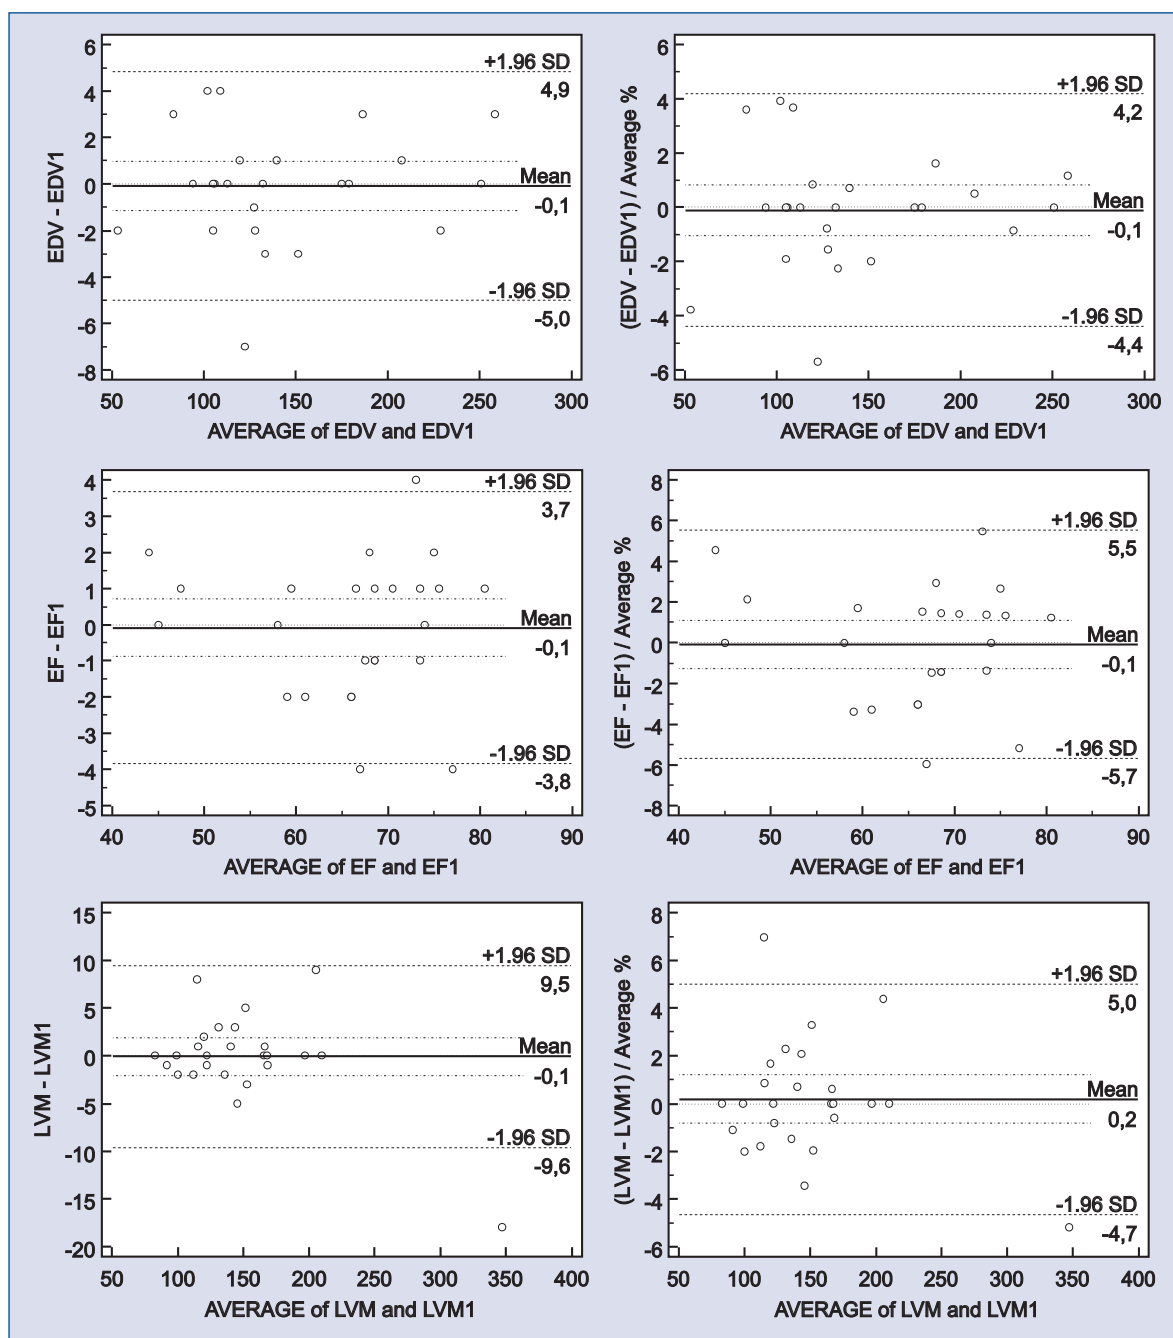 6
4
2
0
-2
-4
-6
-8
EDV - EDV1
+1.96 SD
4,9
Mean
-0,1
-1.96 SD
-5,0
50 100 150 200 250 300
AVERAGE of EDV and EDV1
6
4
2
0
-2
-4
-6
(EDV - EDV1) / Average %
+1.96 SD
4,2
Mean
-0,1
-1.96 SD
-4,4
50 100 150 200 250 300
AVERAGE of EDV and EDV1
4
3
2
1
0
-1
-2
-3
-4
-5
EF - EF1
+1.96 SD
3,7
Mean
-0,1
-1.96 SD
-3,8
40 50 60 70 80 90
AVERAGE of EF and EF1
8
6
4
2
0
-2
-4
-6
-8
(EF - EF1) / Average %
+1.96 SD
5,5
Mean
-0,1
-1.96 SD
-5,7
40 50 60 70 80 90
AVERAGE of EF and EF1
15
10
5
0
-5
-10
-15
-20
LVM - LVM1
+1.96 SD
9,5
Mean
-0,1
-1.96 SD
-9,6
50 100 150 200 250 300 350 400
AVERAGE of LVM and LVM1
8
6
4
2
0
-2
-4
-6
(LVM - LVM1) / Average %
+1.96 SD
5,0
Mean
0,2
-1.96 SD
-4,7
50 100 150 200 250 300 350 400
AVERAGE of LVM and LVM1